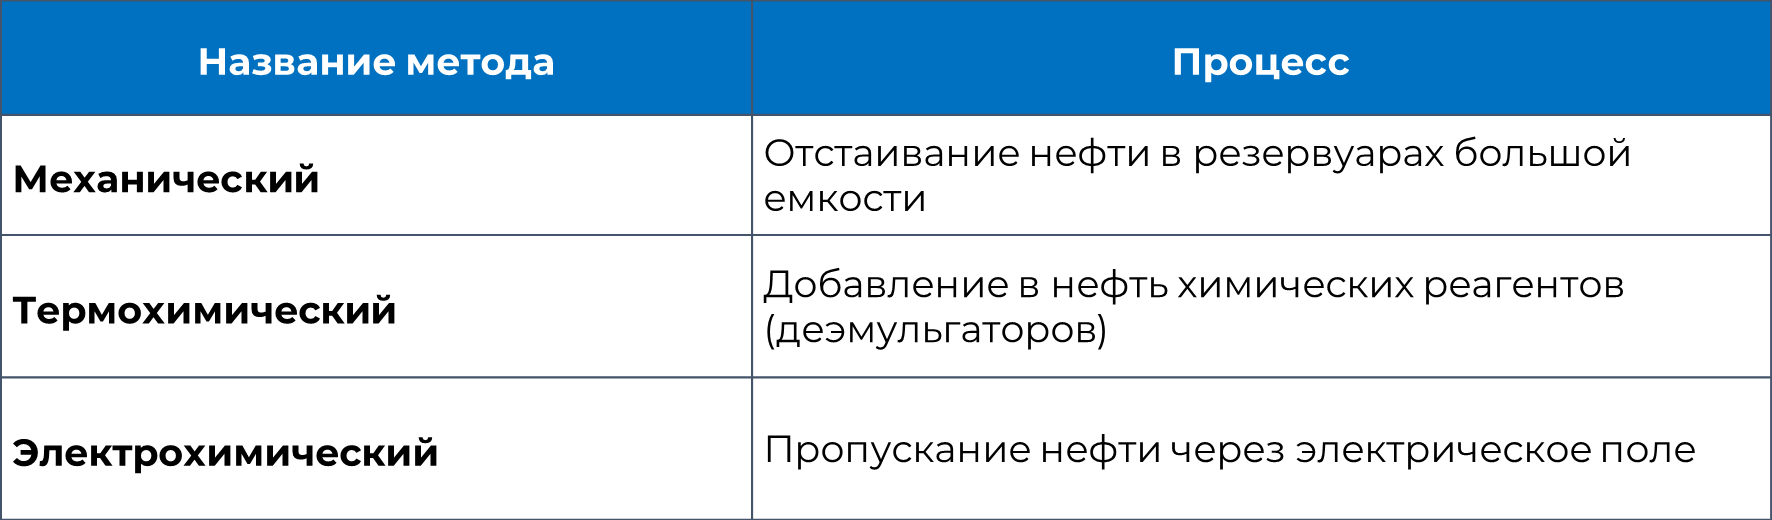 Название метода
Процесс
Механический
Отстаивание нефти в резервуарах большой
емкости
Термохимический
Добавление в нефть химических реагентов
(деэмульгаторов)
Электрохимический
Пропускание нефти через электрическое поле